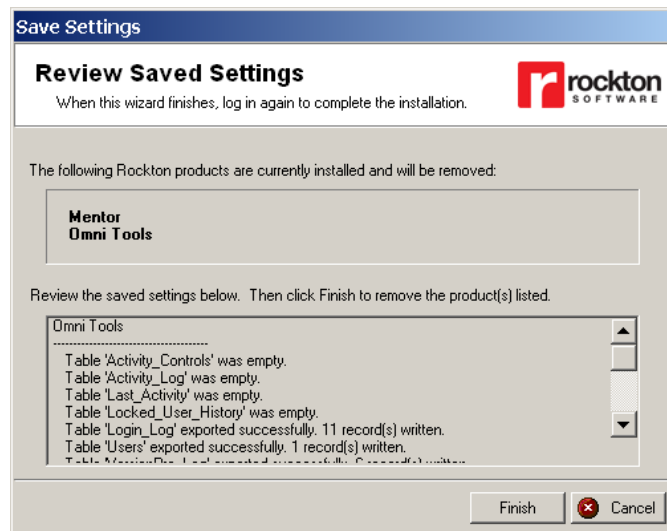 Save Settings
Review Saved Settings
When this wizard finishes, log in again to complete the installation.
rockton
SOFTWARE
The following Rockton products are currently installed and will be removed:
Mentor
Omni Tools
Review the saved settings below. Then click Finish to remove the product(s) listed.
Omni Tools
----------------------------------------
Table 'Activity_Controls' was empty.
Table 'Activity_Log' was empty.
Table 'Last_Activity' was empty.
Table 'Locked_User_History' was empty.
Table 'Login_Log' exported successfully. 11 record(s) written.
Table 'Users' exported successfully. 1 record(s) written.
Finish
Cancel